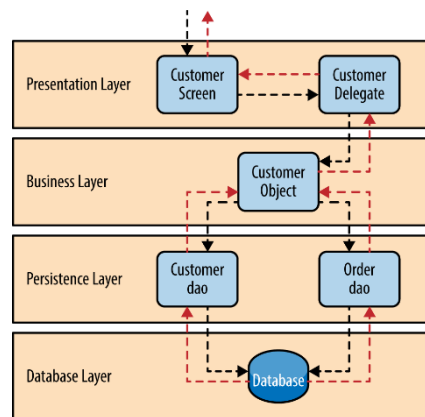 Presentation Layer
Customer
Screen
Customer
Delegate
Business Layer
Customer
Object
Persistence Layer
Customer
dao
Order
dao
Database Layer
Database